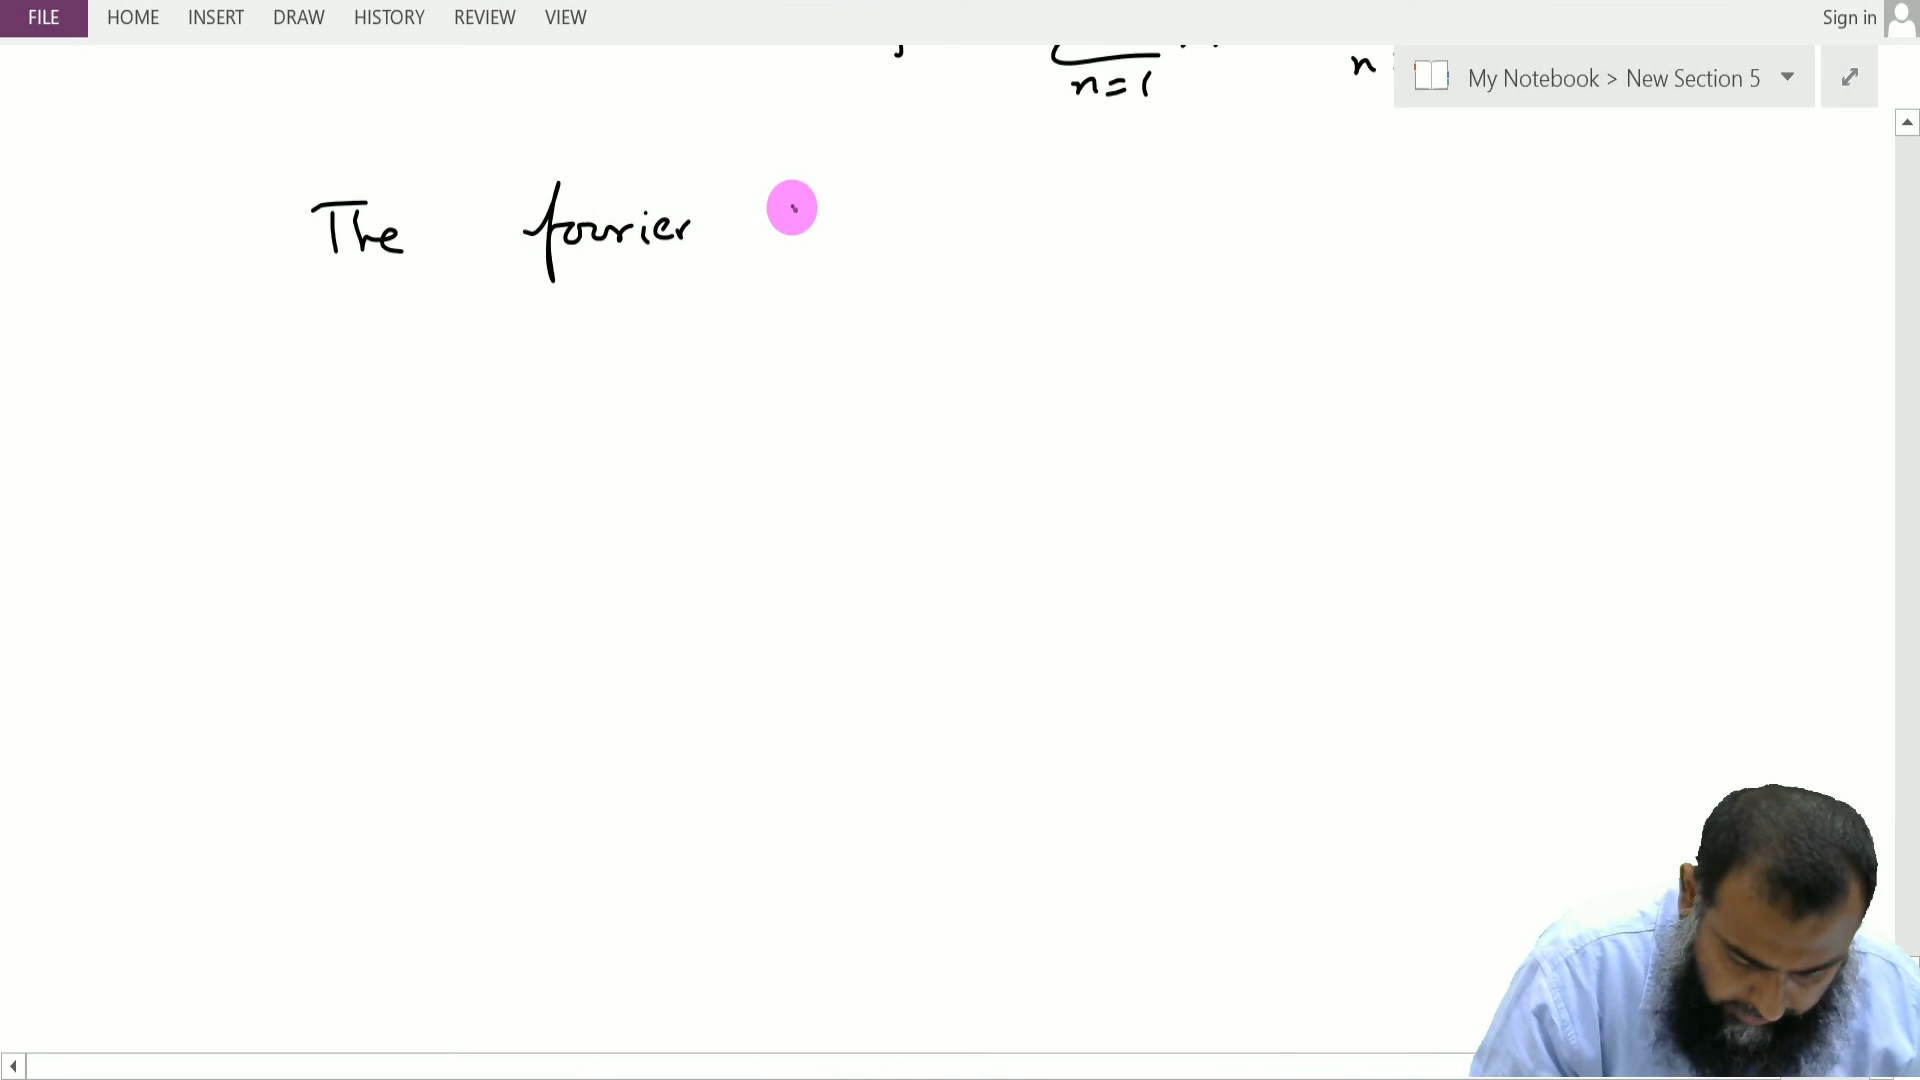 FILE HOME INSERT DRAW HISTORY REVIEW VIEW Sign in
n=1 n
My Notebook > New Section 5
The fourier